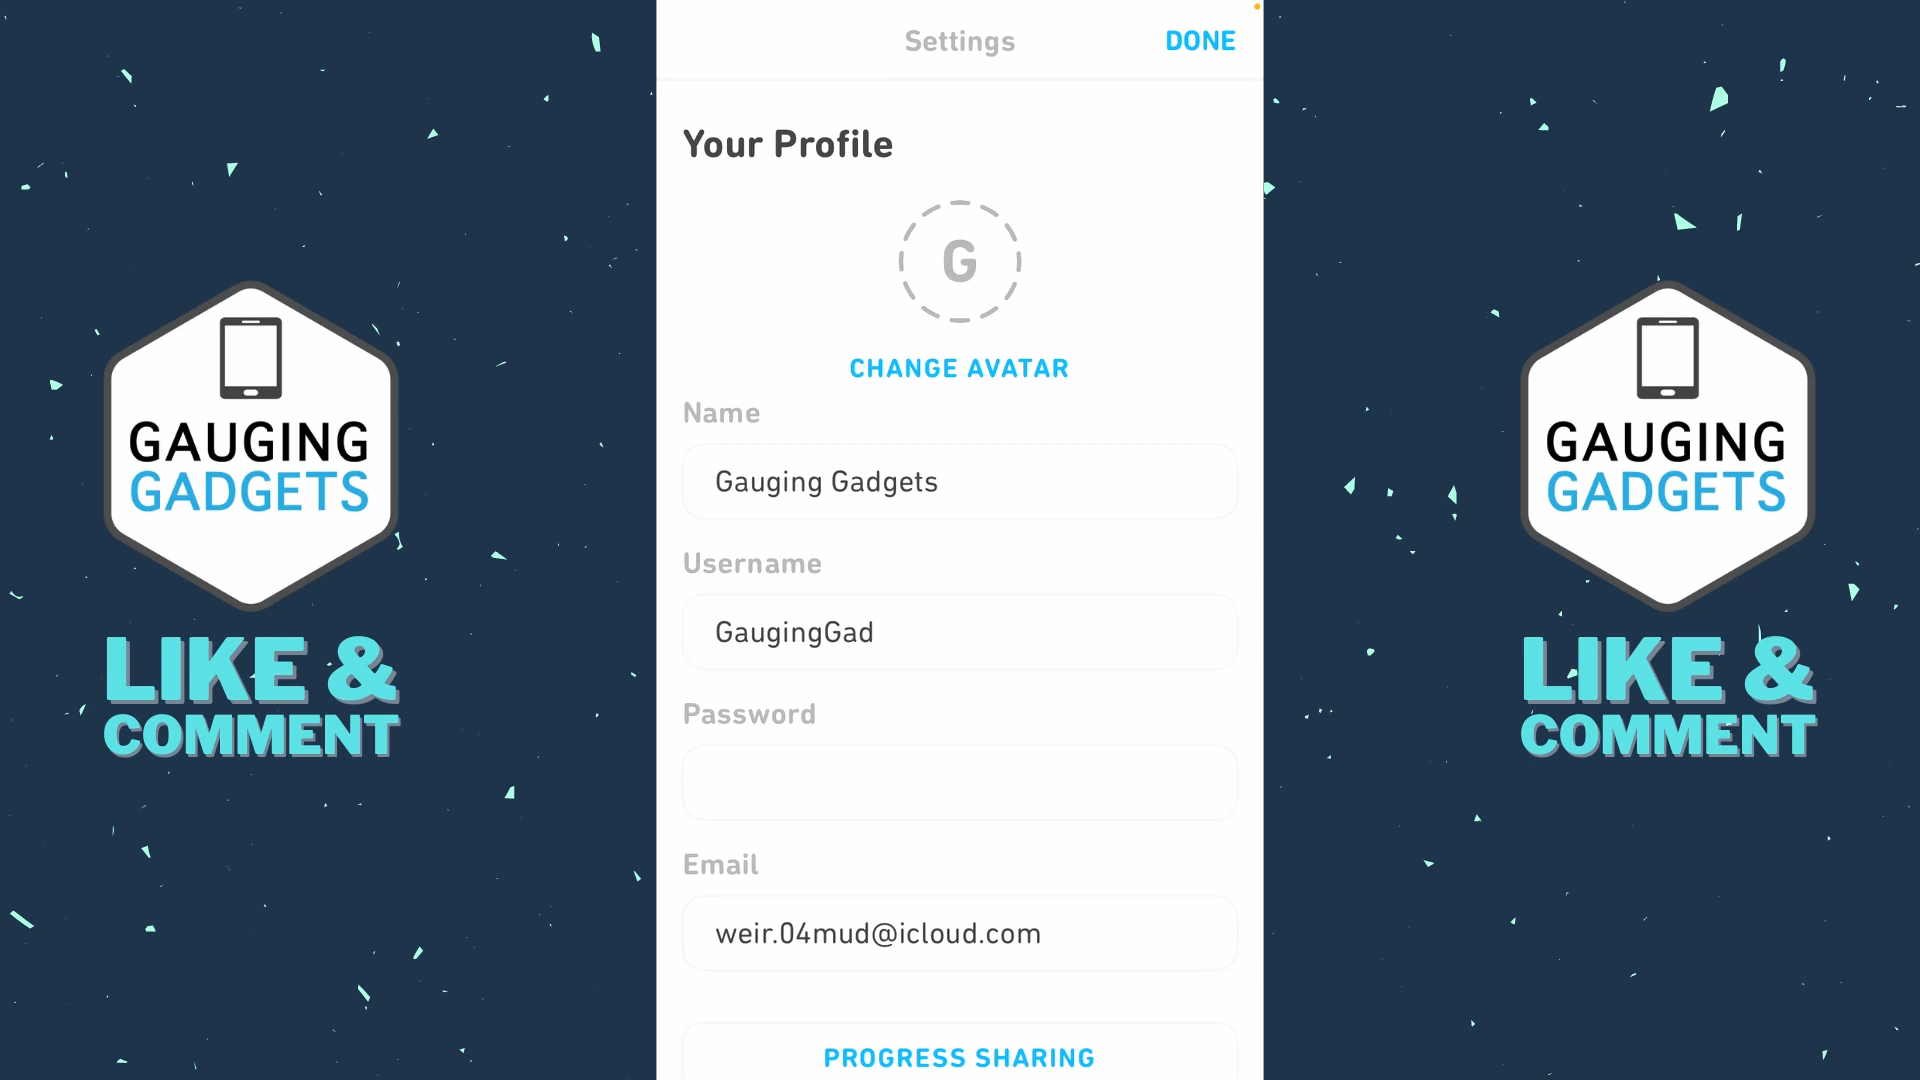 Settings
DONE
Your Profile
G
CHANGE AVATAR
Name
Gauging Gadgets
Username
GaugingGad
Password
Email
weir.04mud@icloud.com
PROGRESS SHARING
GAUGING
GADGETS
LIKE &
COMMENT
GAUGING
GADGETS
LIKE &
COMMENT